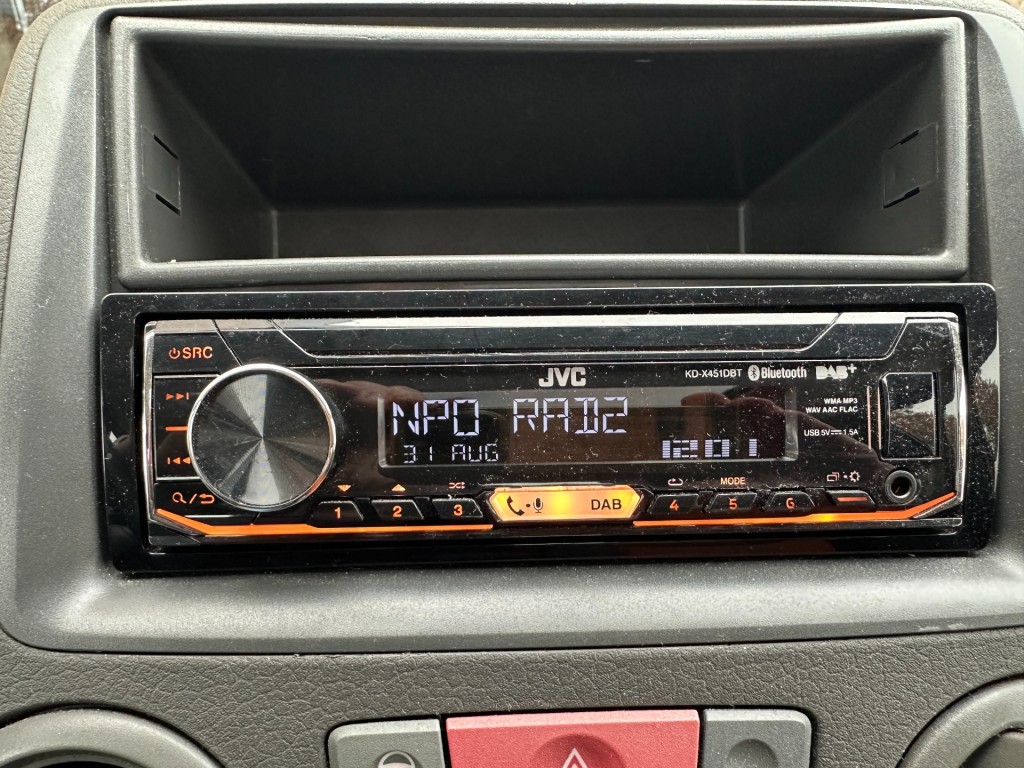 SRC
JVC
KD-X451DBT Bluetooth DAB+
WMA MP3
WAV AAC FLAC
USB 5V⎓1.5A
NPO RAD2
31 AUG
12:01
MODE
1 2 3 DAB 4 5 6